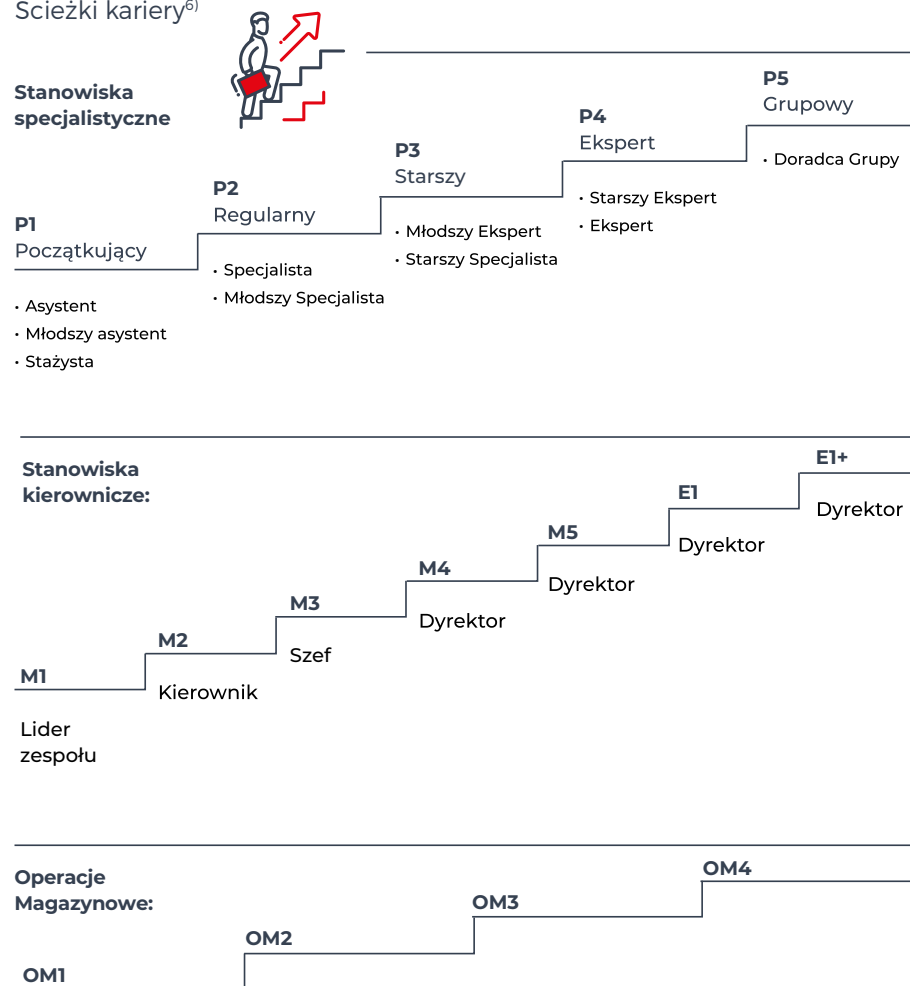 Ścieżki kariery6)
Stanowiska
specjalistyczne
P1
Początkujący
• Asystent
• Młodszy asystent
• Stażysta
P2
Regularny
• Specjalista
• Młodszy Specjalista
P3
Starszy
• Młodszy Ekspert
• Starszy Specjalista
P4
Ekspert
• Starszy Ekspert
• Ekspert
P5
Grupowy
• Doradca Grupy
Stanowiska
kierownicze:
M1
Lider
zespołu
M2
Kierownik
M3
Szef
M4
Dyrektor
M5
Dyrektor
E1
Dyrektor
E1+
Dyrektor
Operacje
Magazynowe:
OM1
OM2
OM3
OM4